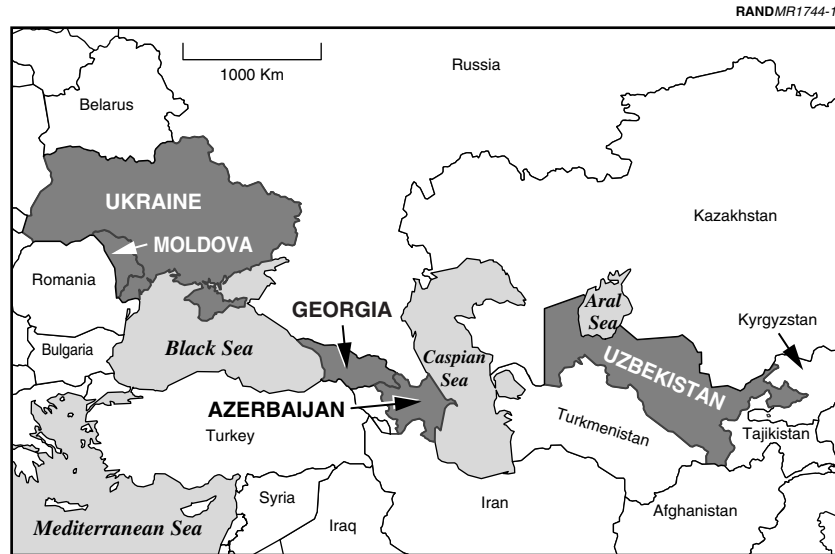 RANDMR1744-1
1000 Km
Russia
Belarus
UKRAINE
Kazakhstan
MOLDOVA
Romania
Aral
Sea
GEORGIA
Kyrgyzstan
Black Sea
Bulgaria
Caspian
Sea
UZBEKISTAN
AZERBAIJAN
Turkey
Turkmenistan
Tajikistan
Syria
Iran
Afghanistan
Mediterranean Sea
Iraq